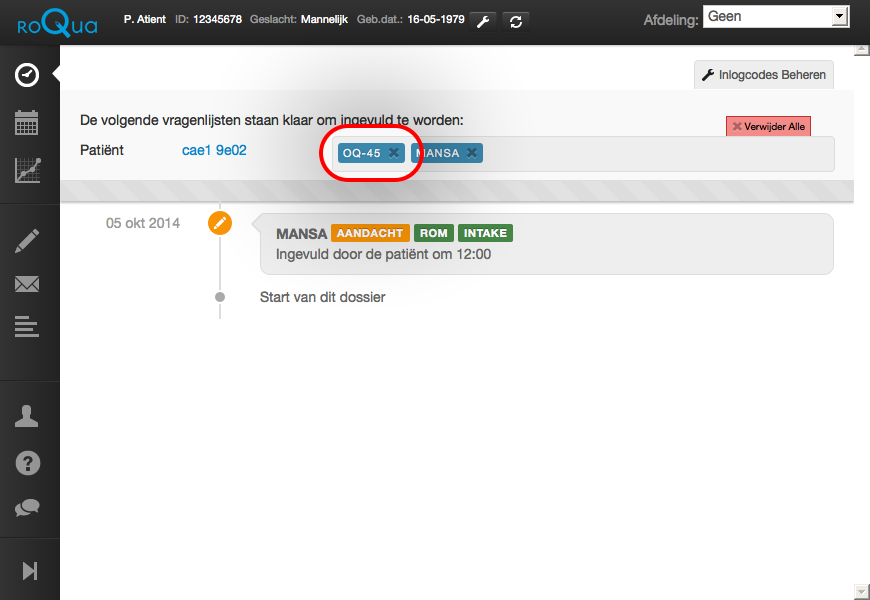 roQua P. Atient ID: 12345678 Geslacht: Mannelijk Geb.dat.: 16-05-1979 Afdeling: Geen
Inlogcodes Beheren
De volgende vragenlijsten staan klaar om ingevuld te worden:
Verwijder Alle
Patiënt cae1 9e02 OQ-45 MANSA
05 okt 2014 MANSA AANDACHT ROM INTAKE
Ingevuld door de patiënt om 12:00
Start van dit dossier